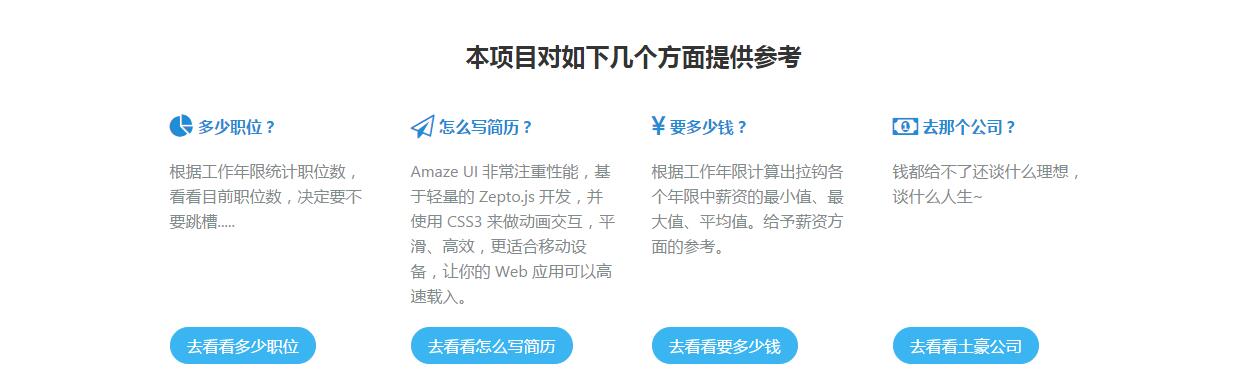 本项目对如下几个方面提供参考
多少职位？
根据工作年限统计职位数，
看看目前职位数，决定要不
要跳槽.....
去看看多少职位
怎么写简历？
Amaze UI 非常注重性能，基
于轻量的 Zepto.js 开发，并
使用 CSS3 来做动画交互，平
滑、高效，更适合移动设
备，让你的 Web 应用可以高
速载入。
去看看怎么写简历
¥ 要多少钱？
根据工作年限计算出拉钩各
个年限中薪资的最小值、最
大值、平均值。给予薪资方
面的参考。
去看看要多少钱
去那个公司？
钱都给不了还谈什么理想，
谈什么人生~
去看看土豪公司